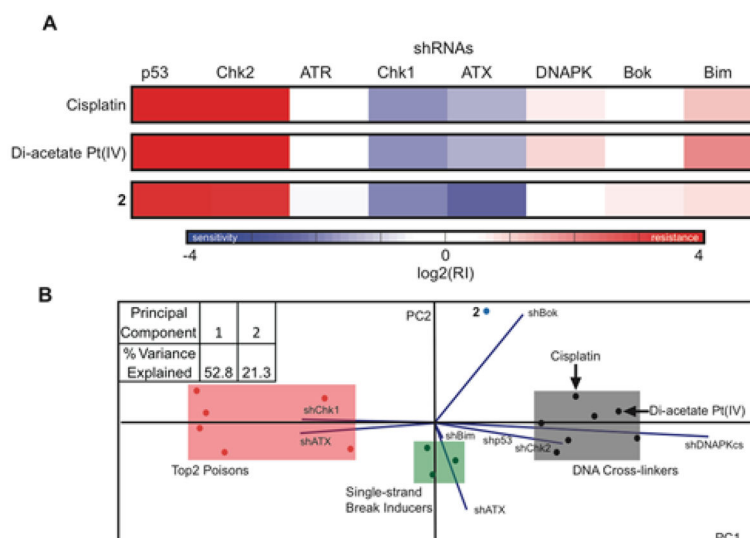 A
shRNAs
p53 Chk2 ATR Chk1 ATX DNAPK Bok Bim
Cisplatin
Di-acetate Pt(IV)
2
sensitivity resistance
-4 0 4
log2(RI)
B
Principal Component 1 2
% Variance Explained 52.8 21.3
PC2
2
shBok
Cisplatin
Di-acetate Pt(IV)
shChk1
shATX
shBim
shp53
shChk2
shDNAPKcs
Top2 Poisons
DNA Cross-linkers
Single-strand
Break Inducers
shATX
PC1